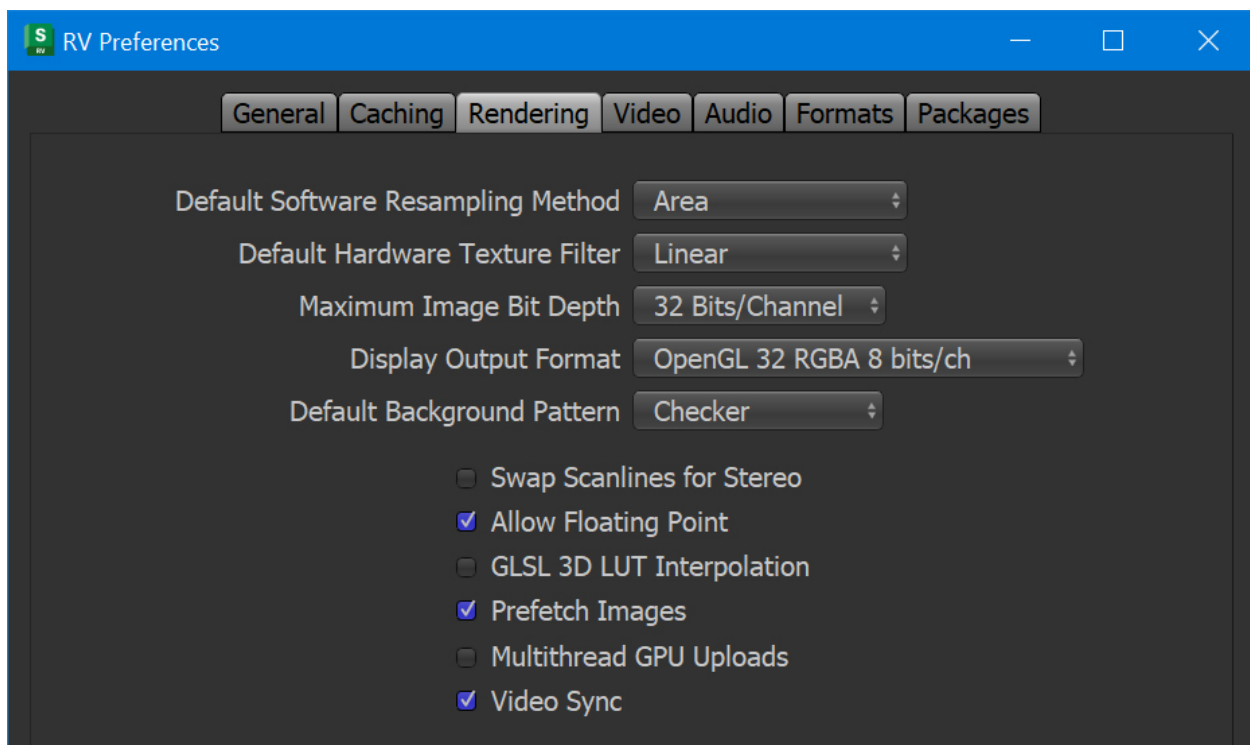 S
RV
RV Preferences
General Caching Rendering Video Audio Formats Packages
Default Software Resampling Method Area
Default Hardware Texture Filter Linear
Maximum Image Bit Depth 32 Bits/Channel
Display Output Format OpenGL 32 RGBA 8 bits/ch
Default Background Pattern Checker
Swap Scanlines for Stereo
Allow Floating Point
GLSL 3D LUT Interpolation
Prefetch Images
Multithread GPU Uploads
Video Sync